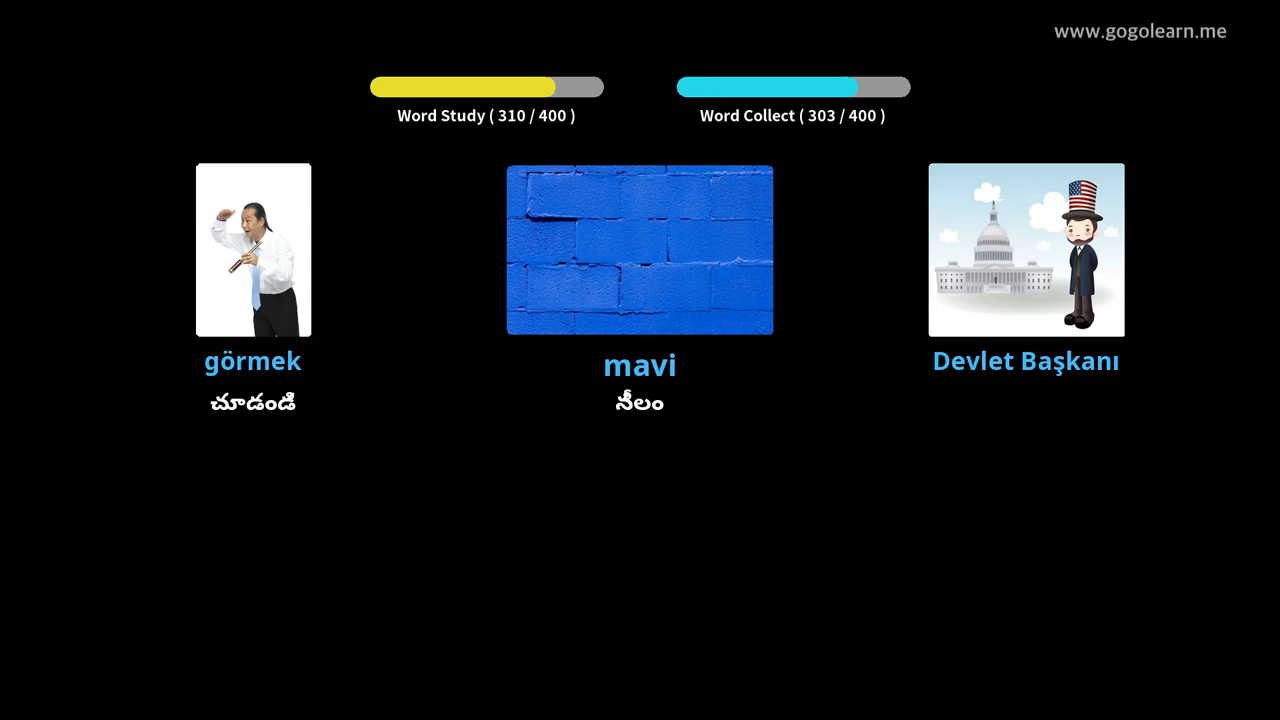 www.gogolearn.me
Word Study ( 310 / 400 )
Word Collect ( 303 / 400 )
görmek
mavi
Devlet Başkanı
చూడండి
నీలం